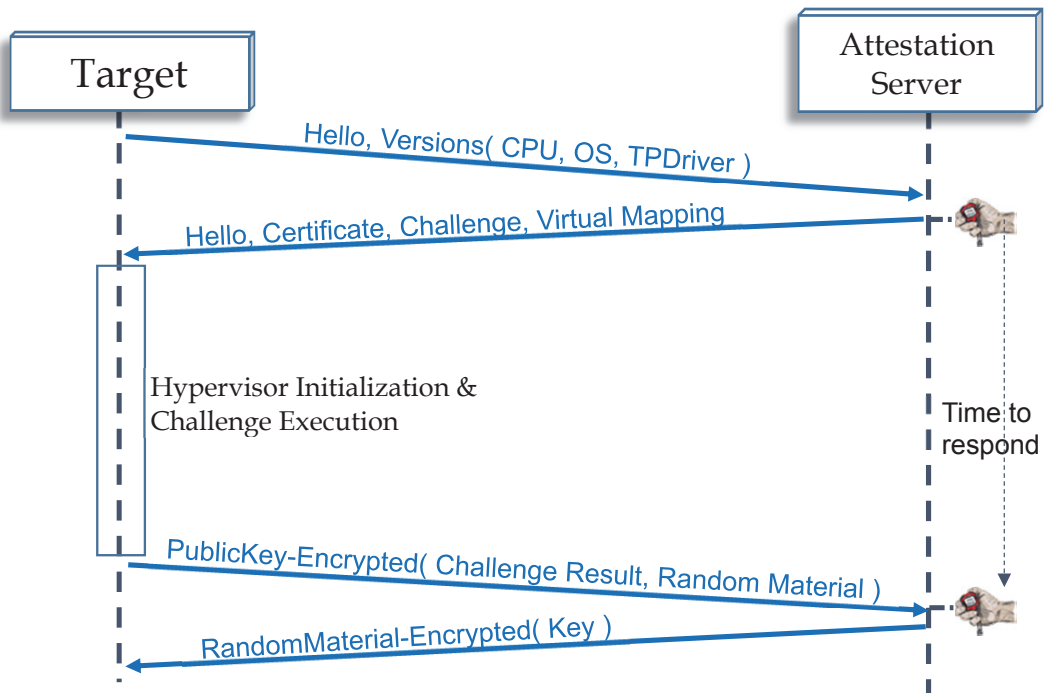 Target
Attestation
Server
Hello, Versions( CPU, OS, TPDriver )
Hello, Certificate, Challenge, Virtual Mapping
Hypervisor Initialization &
Challenge Execution
Time to
respond
PublicKey-Encrypted( Challenge Result, Random Material )
RandomMaterial-Encrypted( Key )